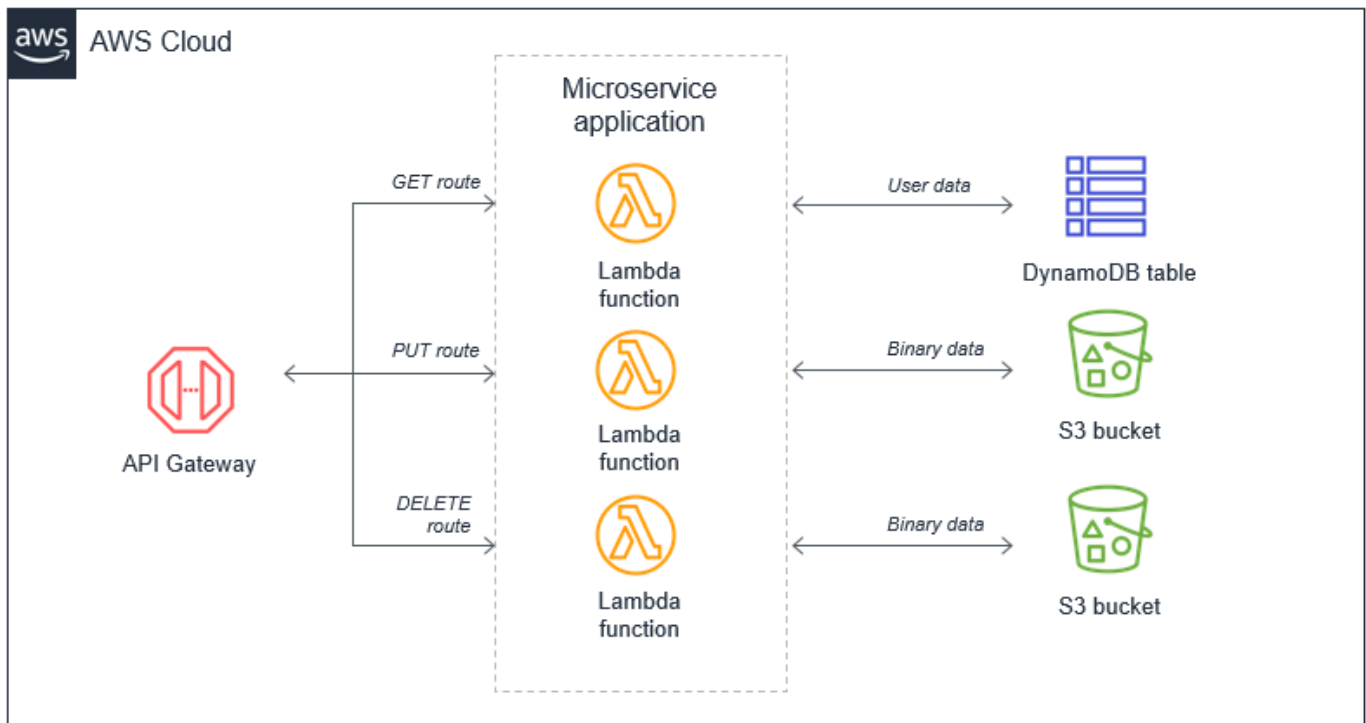 aws
AWS Cloud
Microservice
application
GET route
Lambda
function
User data
DynamoDB table
API Gateway
PUT route
Lambda
function
Binary data
S3 bucket
DELETE
route
Lambda
function
Binary data
S3 bucket